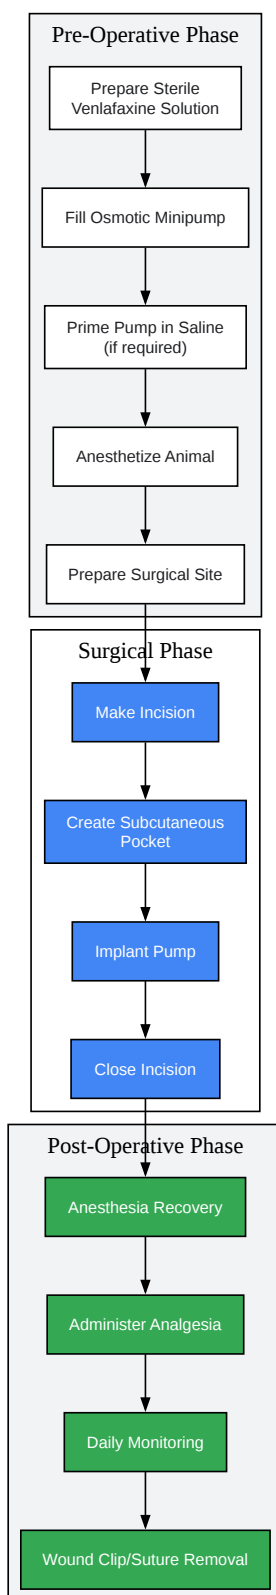 Pre-Operative Phase
Prepare Sterile
Venlafaxine Solution
Fill Osmotic Minipump
Prime Pump in Saline
(if required)
Anesthetize Animal
Prepare Surgical Site
Surgical Phase
Make Incision
Create Subcutaneous
Pocket
Implant Pump
Close Incision
Post-Operative Phase
Anesthesia Recovery
Administer Analgesia
Daily Monitoring
Wound Clip/Suture Removal